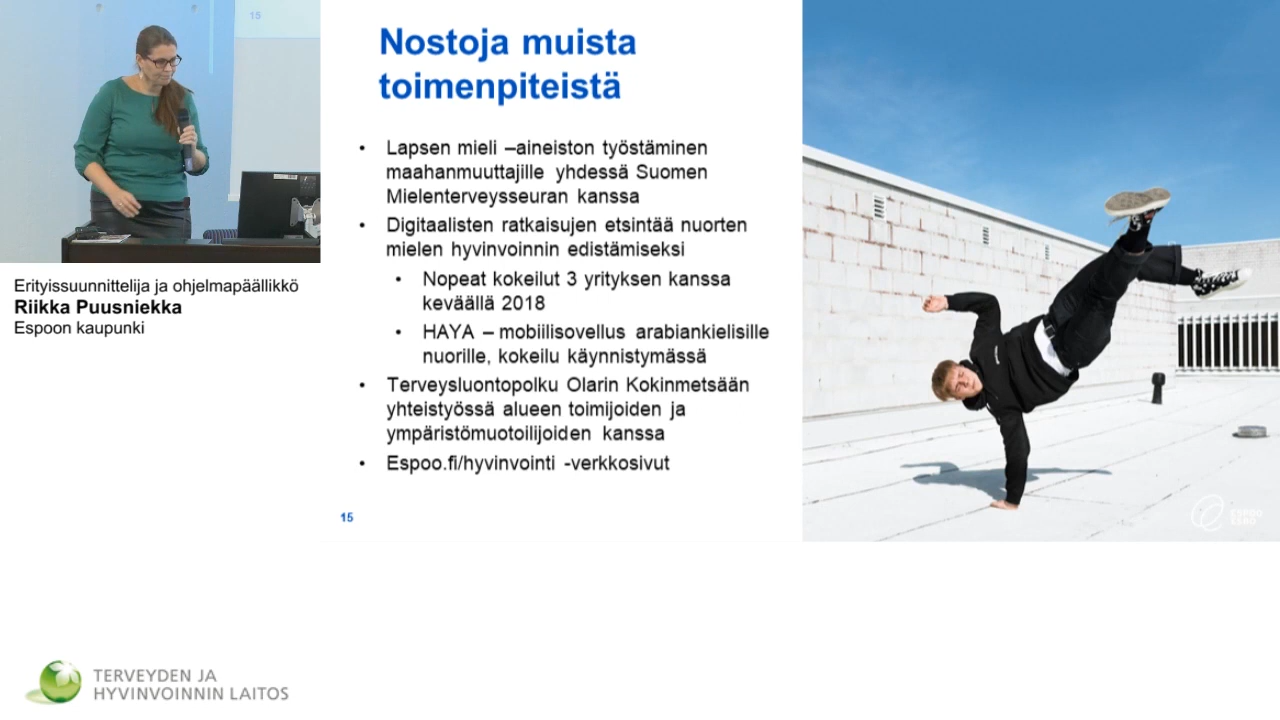 15
Erityissuunnittelija ja ohjelmapäällikkö
Riikka Puusniekka
Espoon kaupunki
Nostoja muista
toimenpiteistä
• Lapsen mieli –aineiston työstäminen
maahanmuuttajille yhdessä Suomen
Mielenterveysseuran kanssa
• Digitaalisten ratkaisujen etsintää nuorten
mielen hyvinvoinnin edistämiseksi
• Nopeat kokeilut 3 yrityksen kanssa
keväällä 2018
• HAYA – mobiilisovellus arabiankielisille
nuorille, kokeilu käynnistymässä
• Terveysluontopolku Olarin Kokinmetsään
yhteistyössä alueen toimijoiden ja
ympäristömuotoilijoiden kanssa
• Espoo.fi/hyvinvointi -verkkosivut
15
ESPOO
ESBO
TERVEYDEN JA
HYVINVOINNIN LAITOS